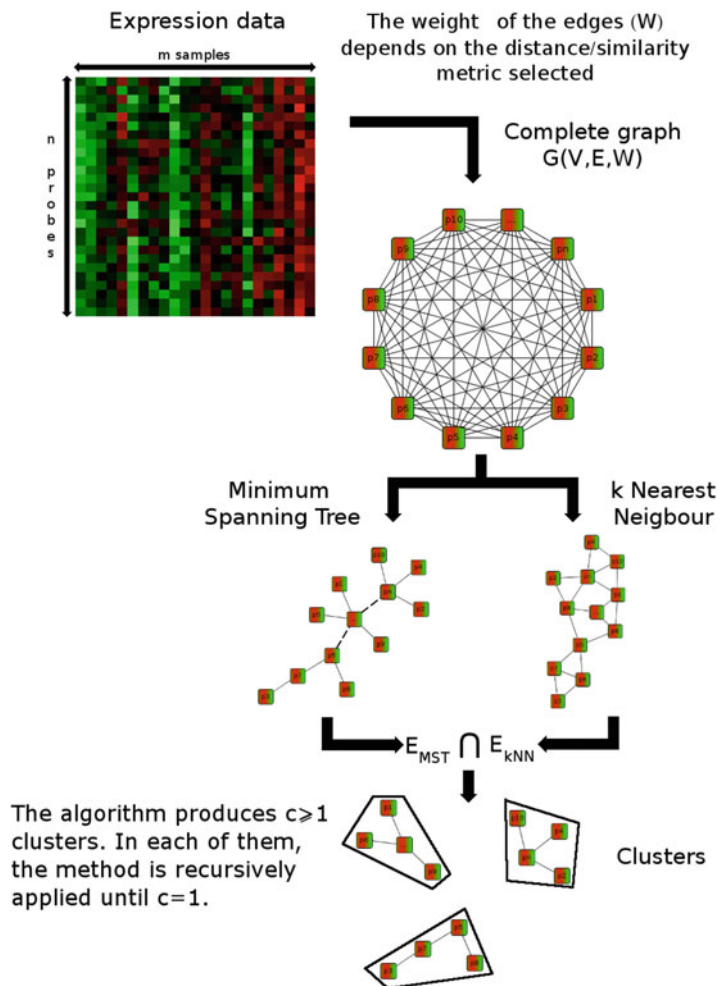 Expression data
m samples
n probes
The weight of the edges (W)
depends on the distance/similarity
metric selected
Complete graph
G(V,E,W)
p10
...
p9
pn
p8
p1
p7
p2
p6
p3
p5
p4
Minimum
Spanning Tree
k Nearest
Neigbour
E_MST ⋂ E_kNN
The algorithm produces c⩾1
clusters. In each of them,
the method is recursively
applied until c=1.
Clusters